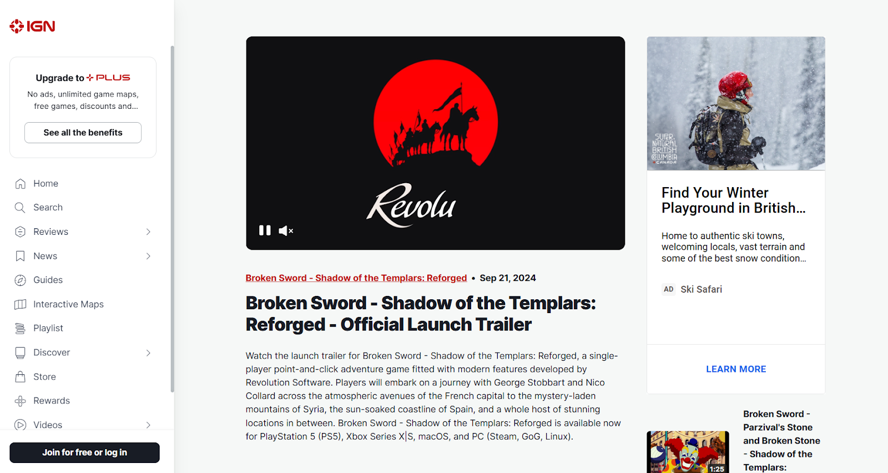 IGN
Upgrade to PLUS
No ads, unlimited game maps,
free games, discounts and...
See all the benefits
Home
Search
Reviews
News
Guides
Interactive Maps
Playlist
Discover
Store
Rewards
Videos
Join for free or log in
Revolu
Broken Sword - Shadow of the Templars: Reforged • Sep 21, 2024
Broken Sword - Shadow of the Templars:
Reforged - Official Launch Trailer
Watch the launch trailer for Broken Sword - Shadow of the Templars: Reforged, a single-
player point-and-click adventure game fitted with modern features developed by
Revolution Software. Players will embark on a journey with George Stobbart and Nico
Collard across the atmospheric avenues of the French capital to the mystery-laden
mountains of Syria, the sun-soaked coastline of Spain, and a whole host of stunning
locations in between. Broken Sword - Shadow of the Templars: Reforged is available now
for PlayStation 5 (PS5), Xbox Series X|S, macOS, and PC (Steam, GoG, Linux).
SUPER
NATURAL
BRITISH
COLUMBIA
CANADA
Find Your Winter
Playground in British...
Home to authentic ski towns,
welcoming locals, vast terrain and
some of the best snow condition...
AD Ski Safari
LEARN MORE
1:25
Broken Sword -
Parzival's Stone
and Broken Stone
- Shadow of the
Templars: